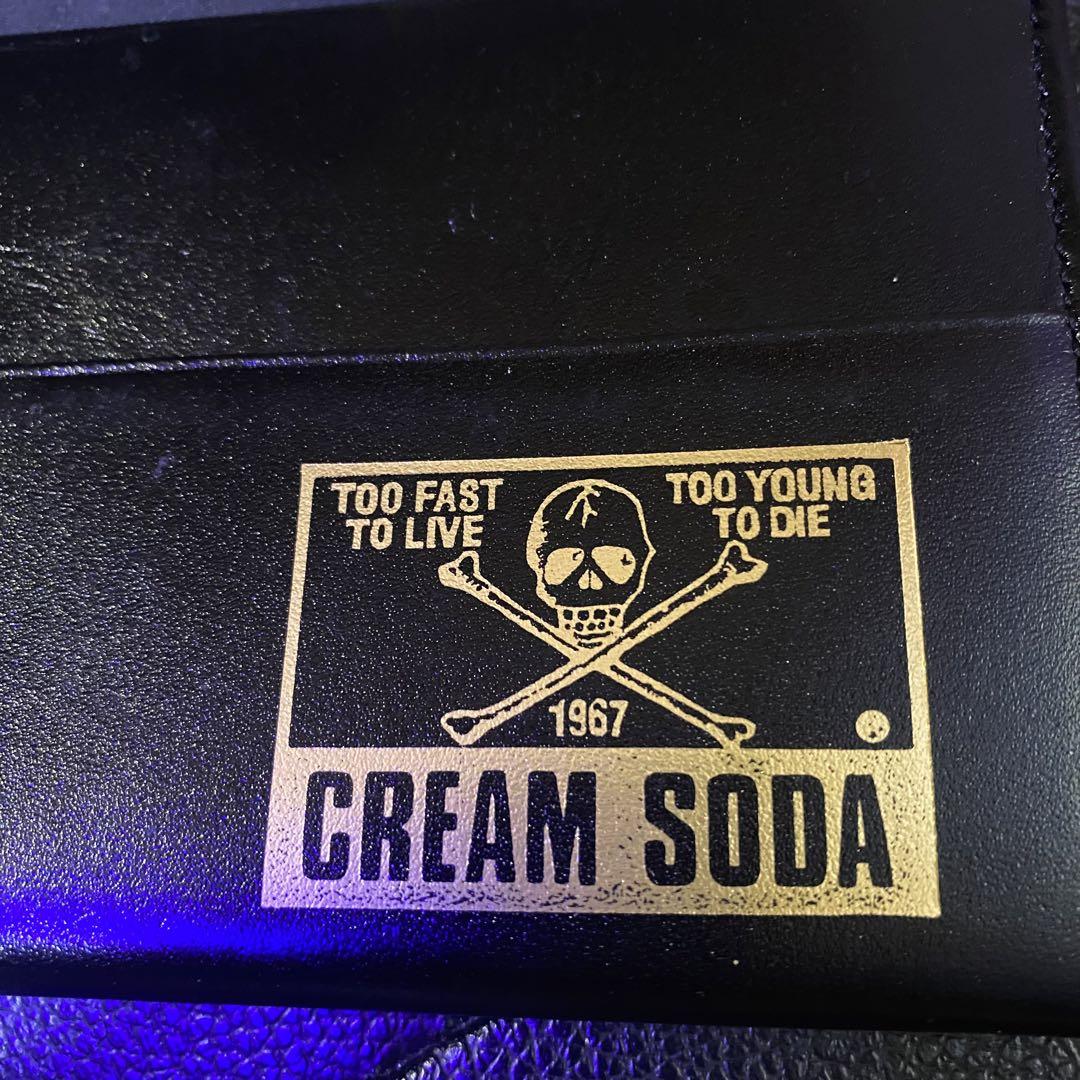 TOO FAST
TO LIVE
TOO YOUNG
TO DIE
1967
CREAM SODA